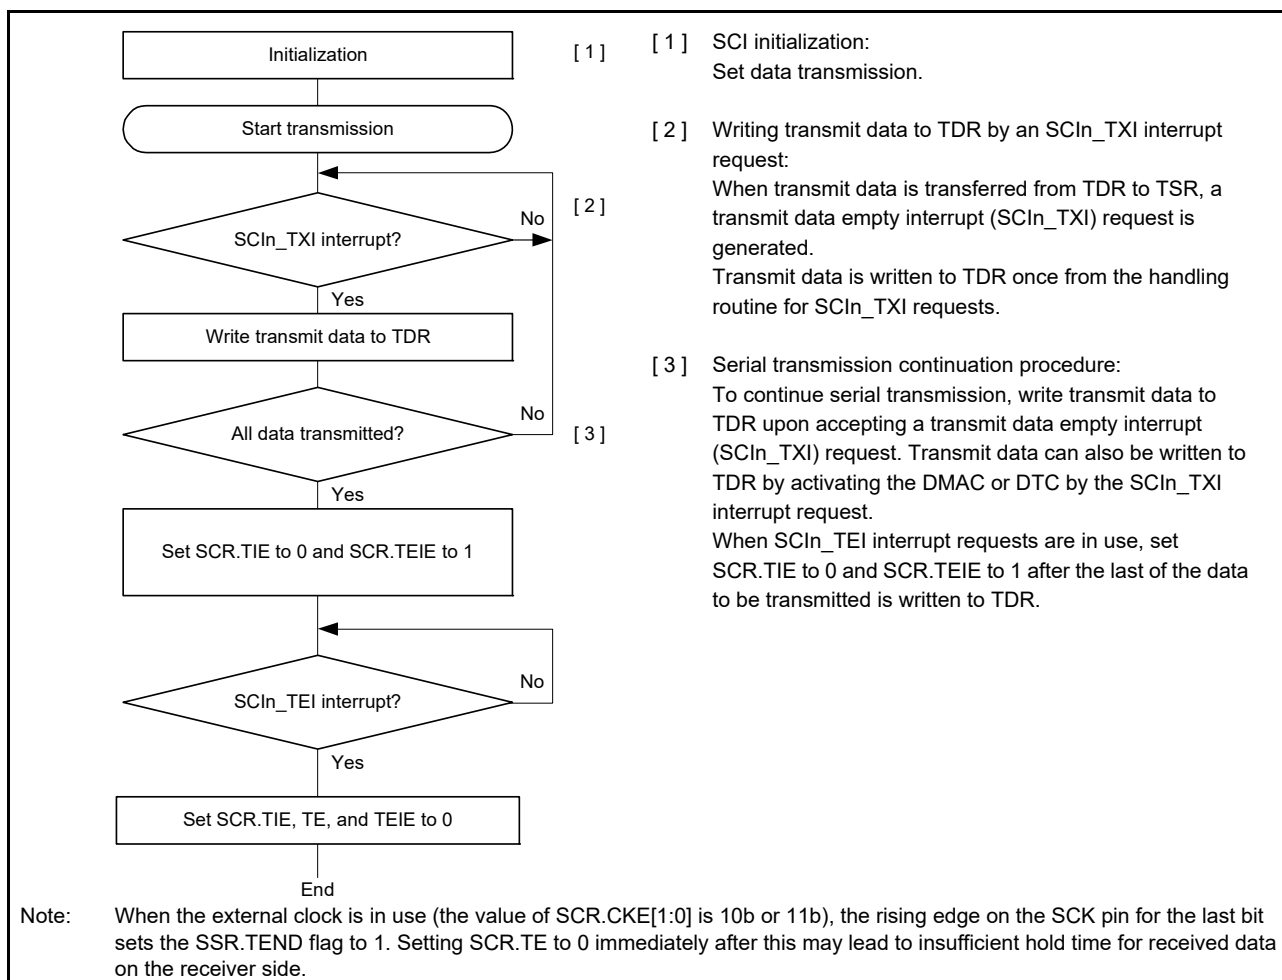 Initialization
[ 1 ]
Start transmission
[ 2 ]
No
SCIn_TXI interrupt?
Yes
Write transmit data to TDR
No
All data transmitted?
[ 3 ]
Yes
Set SCR.TIE to 0 and SCR.TEIE to 1
No
SCIn_TEI interrupt?
Yes
Set SCR.TIE, TE, and TEIE to 0
End
[ 1 ] SCI initialization:
Set data transmission.
[ 2 ] Writing transmit data to TDR by an SCIn_TXI interrupt
request:
When transmit data is transferred from TDR to TSR, a
transmit data empty interrupt (SCIn_TXI) request is
generated.
Transmit data is written to TDR once from the handling
routine for SCIn_TXI requests.
[ 3 ] Serial transmission continuation procedure:
To continue serial transmission, write transmit data to
TDR upon accepting a transmit data empty interrupt
(SCIn_TXI) request. Transmit data can also be written to
TDR by activating the DMAC or DTC by the SCIn_TXI
interrupt request.
When SCIn_TEI interrupt requests are in use, set
SCR.TIE to 0 and SCR.TEIE to 1 after the last of the data
to be transmitted is written to TDR.
Note: When the external clock is in use (the value of SCR.CKE[1:0] is 10b or 11b), the rising edge on the SCK pin for the last bit
sets the SSR.TEND flag to 1. Setting SCR.TE to 0 immediately after this may lead to insufficient hold time for received data
on the receiver side.